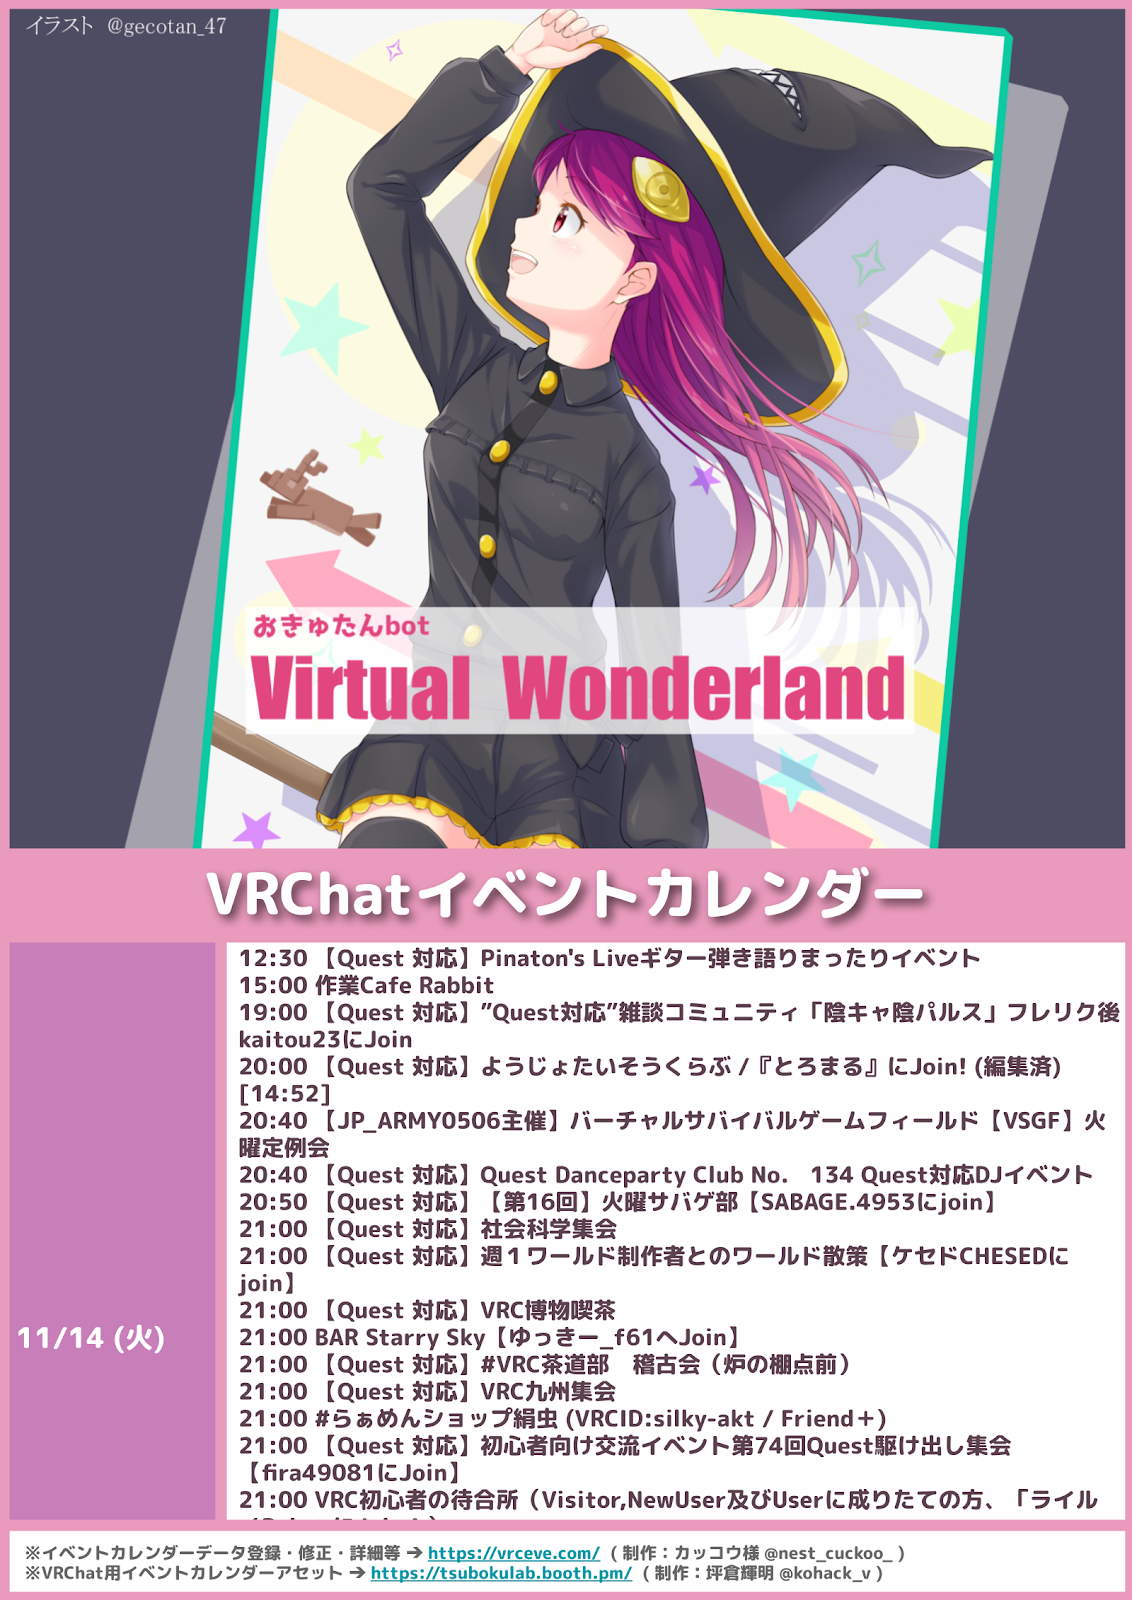 イラスト @gecotan_47
おきゅたんbot
Virtual Wonderland
VRChatイベントカレンダー
11/14 (火)
12:30 【Quest 対応】Pinaton's Liveギター弾き語りまったりイベント
15:00 作業Cafe Rabbit
19:00 【Quest 対応】”Quest対応”雑談コミュニティ「陰キャ陰パルス」フレリク後
kaitou23にJoin
20:00 【Quest 対応】ようじょたいそうくらぶ /『とろまる』にJoin! (編集済)
[14:52]
20:40 【JP_ARMY0506主催】バーチャルサバイバルゲームフィールド【VSGF】火
曜定例会
20:40 【Quest 対応】Quest Danceparty Club No.　134 Quest対応DJイベント
20:50 【Quest 対応】【第16回】火曜サバゲ部【SABAGE.4953にjoin】
21:00 【Quest 対応】社会科学集会
21:00 【Quest 対応】週１ワールド制作者とのワールド散策【ケセドCHESEDに
join】
21:00 【Quest 対応】VRC博物喫茶
21:00 BAR Starry Sky【ゆっきー_f61へJoin】
21:00 【Quest 対応】#VRC茶道部　稽古会（炉の棚点前）
21:00 【Quest 対応】VRC九州集会
21:00 #らぁめんショップ絹虫 (VRCID:silky-akt / Friend＋)
21:00 【Quest 対応】初心者向け交流イベント第74回Quest駆け出し集会
【fira49081にJoin】
21:00 VRC初心者の待合所（Visitor,NewUser及びUserに成りたての方、「ライル
※イベントカレンダーデータ登録・修正・詳細等 ➔ https://vrceve.com/ ( 制作：カッコウ様 @nest_cuckoo_ )
※VRChat用イベントカレンダーアセット ➔ https://tsubokulab.booth.pm/ ( 制作：坪倉輝明 @kohack_v )